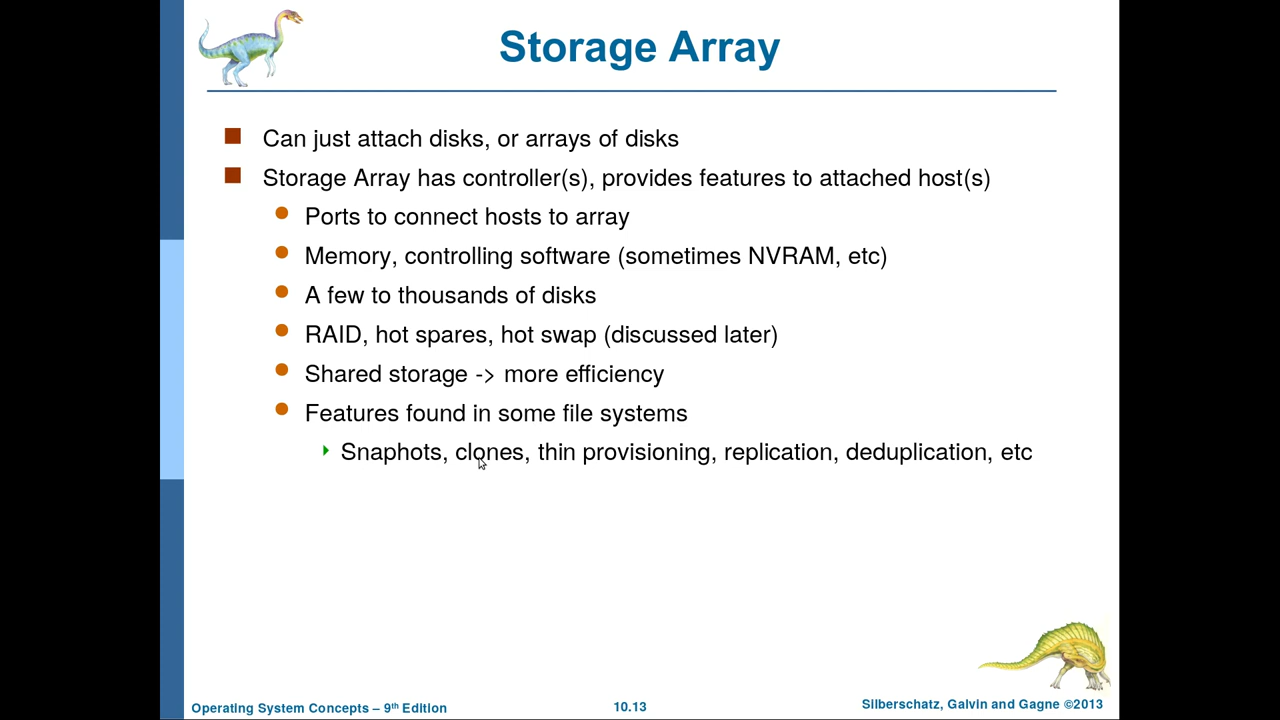 Storage Array
Can just attach disks, or arrays of disks
Storage Array has controller(s), provides features to attached host(s)
Ports to connect hosts to array
Memory, controlling software (sometimes NVRAM, etc)
A few to thousands of disks
RAID, hot spares, hot swap (discussed later)
Shared storage -> more efficiency
Features found in some file systems
Snaphots, clones, thin provisioning, replication, deduplication, etc
Operating System Concepts – 9th Edition
10.13
Silberschatz, Galvin and Gagne ©2013